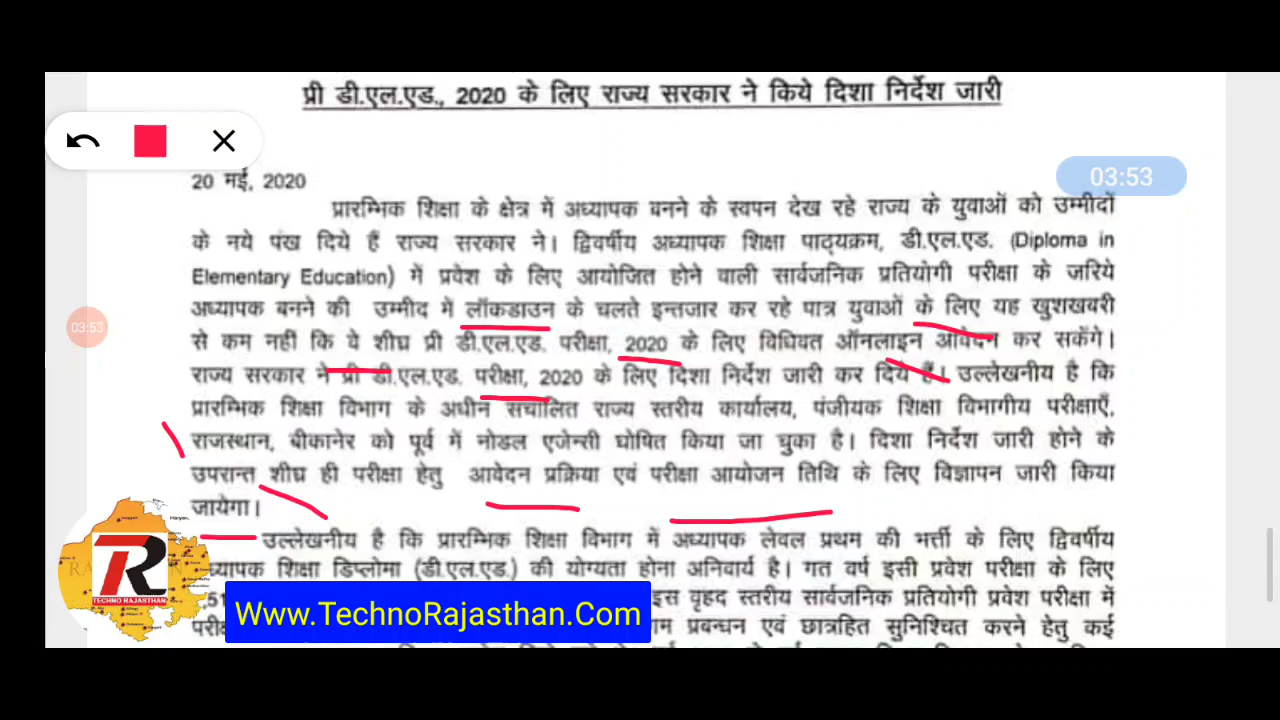 प्री डी.एल.एड., 2020 के लिए राज्य सरकार ने किये दिशा निर्देश जारी
03:53
20 मई, 2020
प्रारम्भिक शिक्षा के क्षेत्र में अध्यापक बनने के स्वपन देख रहे राज्य के युवाओं को उम्मीदों
के नये पंख दिये हैं राज्य सरकार ने। द्विवर्षीय अध्यापक शिक्षा पाठ्यक्रम, डी.एल.एड. (Diploma in
Elementary Education) में प्रवेश के लिए आयोजित होने वाली सार्वजनिक प्रतियोगी परीक्षा के जरिये
अध्यापक बनने की उम्मीद में लॉकडाउन के चलते इन्तजार कर रहे पात्र युवाओं के लिए यह खुशखबरी
03:53
से कम नहीं कि वे शीघ्र प्री डी.एल.एड. परीक्षा, 2020 के लिए विधिवत ऑनलाइन आवेदन कर सकेंगे।
राज्य सरकार ने प्री डी.एल.एड. परीक्षा, 2020 के लिए दिशा निर्देश जारी कर दिये हैं। उल्लेखनीय है कि
प्रारम्भिक शिक्षा विभाग के अधीन संचालित राज्य स्तरीय कार्यालय, पंजीयक शिक्षा विभागीय परीक्षाएँ,
राजस्थान, बीकानेर को पूर्व में नोडल एजेन्सी घोषित किया जा चुका है। दिशा निर्देश जारी होने के
उपरान्त शीघ्र ही परीक्षा हेतु आवेदन प्रक्रिया एवं परीक्षा आयोजन तिथि के लिए विज्ञापन जारी किया
जायेगा।
उल्लेखनीय है कि प्रारम्भिक शिक्षा विभाग में अध्यापक लेवल प्रथम की भर्ती के लिए द्विवर्षीय
शिक्षा डिप्लोमा (डी.एल.एड.) की योग्यता होना अनिवार्य है। गत वर्ष इसी प्रवेश परीक्षा के लिए
इस वृहद स्तरीय सार्वजनिक प्रतियोगी प्रवेश परीक्षा में
प्रबन्धन एवं छात्रहित सुनिश्चित करने हेतु कई
TR
TECHNO RAJASTHAN
Www.TechnoRajasthan.Com